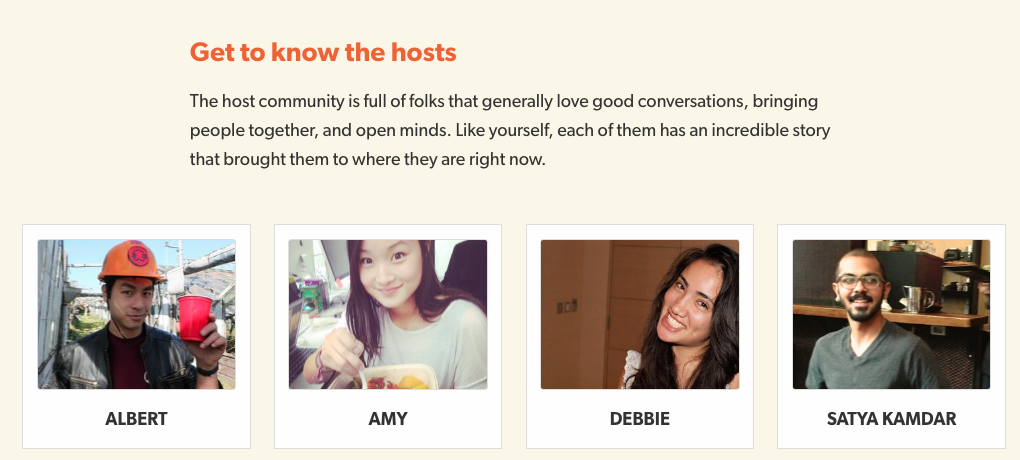 Get to know the hosts
The host community is full of folks that generally love good conversations, bringing
people together, and open minds. Like yourself, each of them has an incredible story
that brought them to where they are right now.
ALBERT
AMY
DEBBIE
SATYA KAMDAR